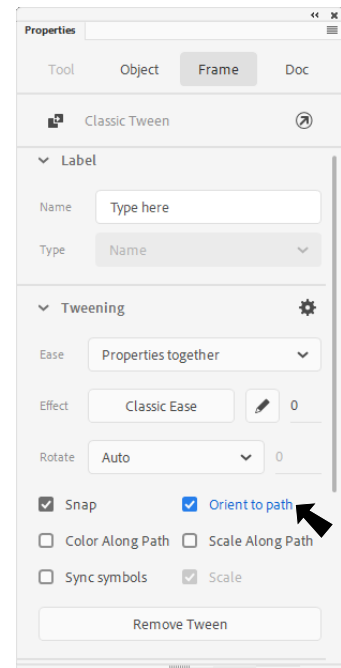 Properties
Tool Object Frame Doc
Classic Tween
Label
Name Type here
Type Name
Tweening
Ease Properties together
Effect Classic Ease 0
Rotate Auto 0
Snap Orient to path
Color Along Path Scale Along Path
Sync symbols Scale
Remove Tween